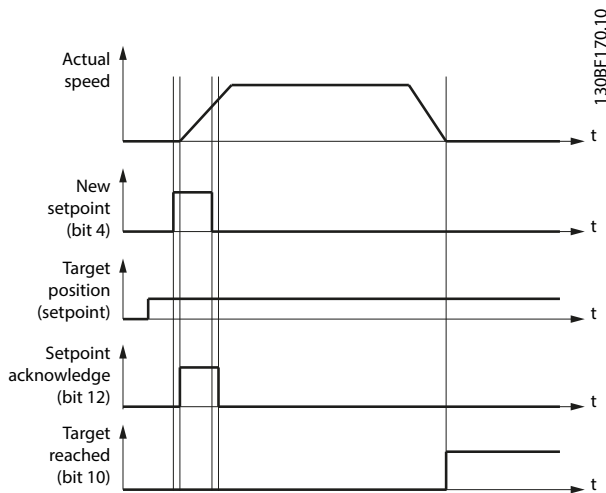 130BF170.10
Actual
speed
t
New
setpoint
(bit 4)
t
Target
position
(setpoint)
t
Setpoint
acknowledge
(bit 12)
t
Target
reached
(bit 10)
t